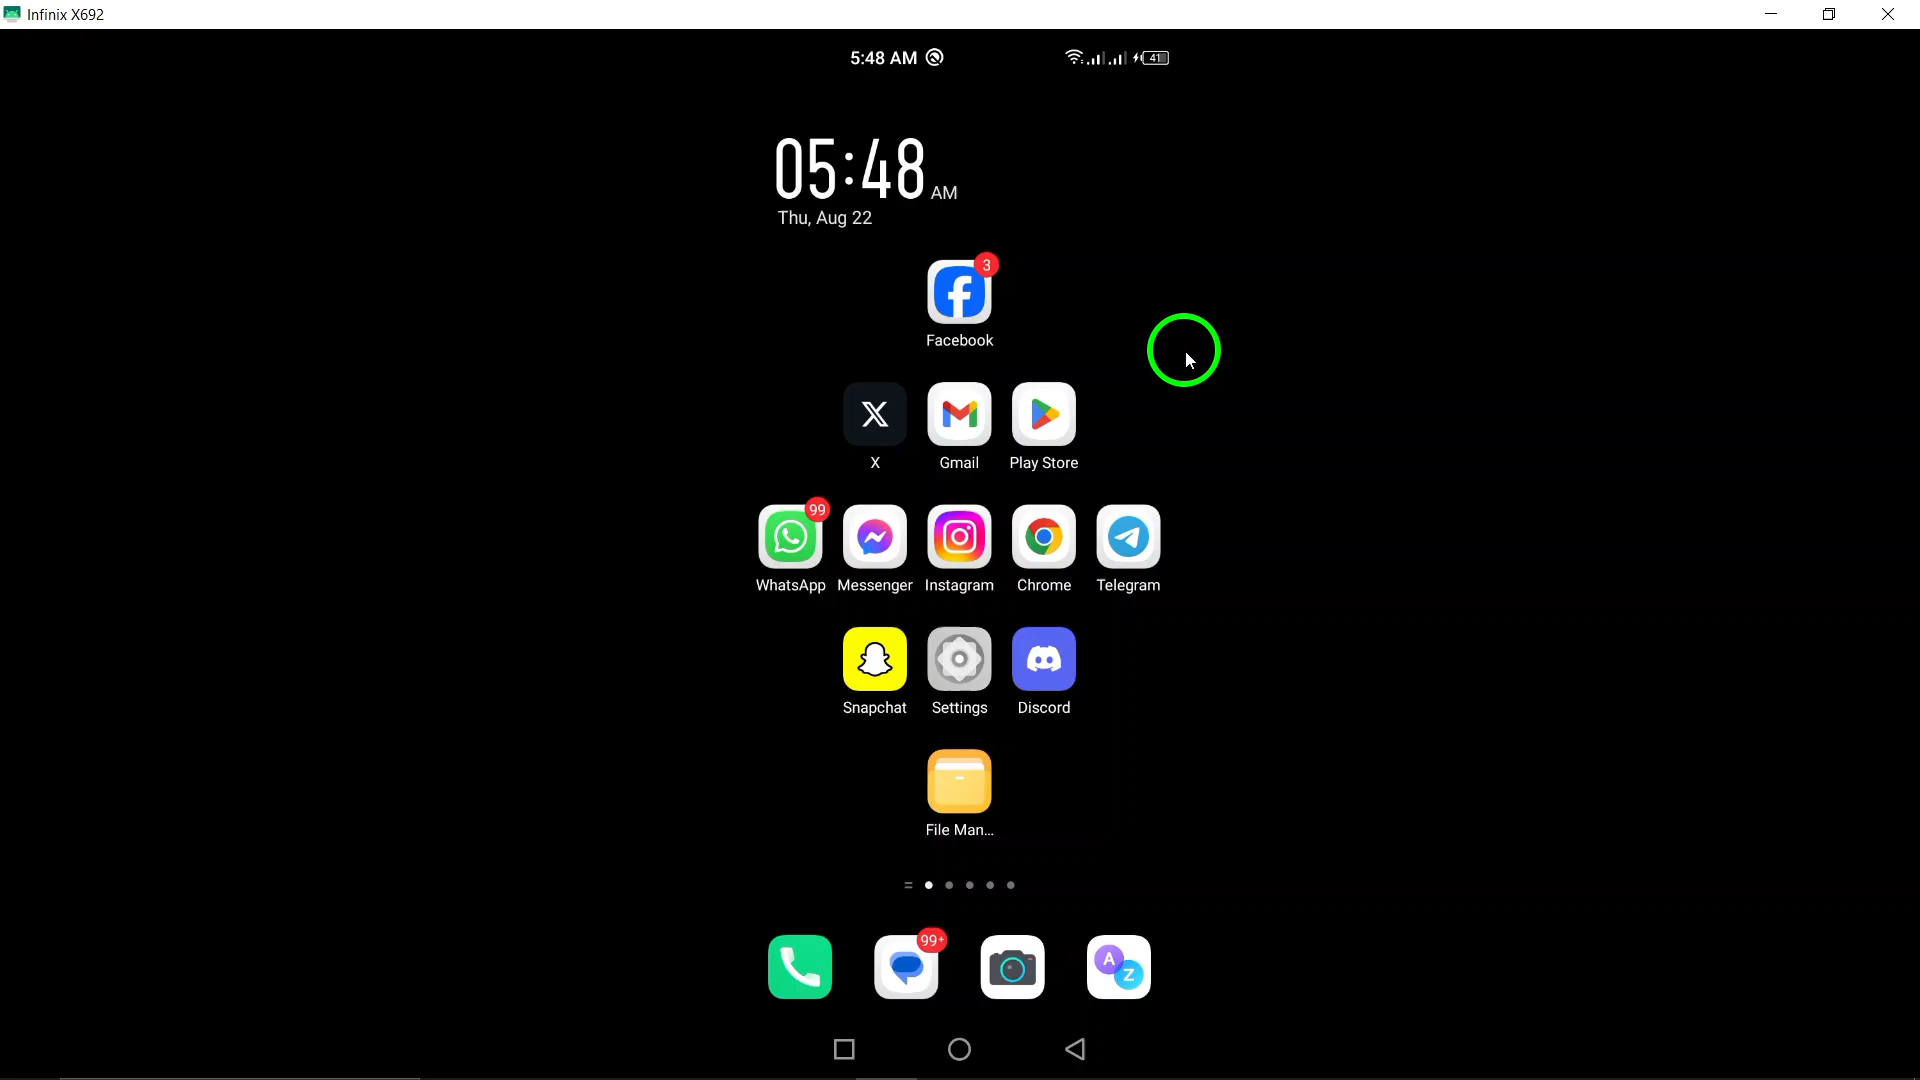 Infinix X692
5:48 AM
41
05:48 AM
Thu, Aug 22
3
Facebook
X
Gmail
Play Store
99
WhatsApp
Messenger
Instagram
Chrome
Telegram
Snapchat
Settings
Discord
File Man...
99+
A
Z